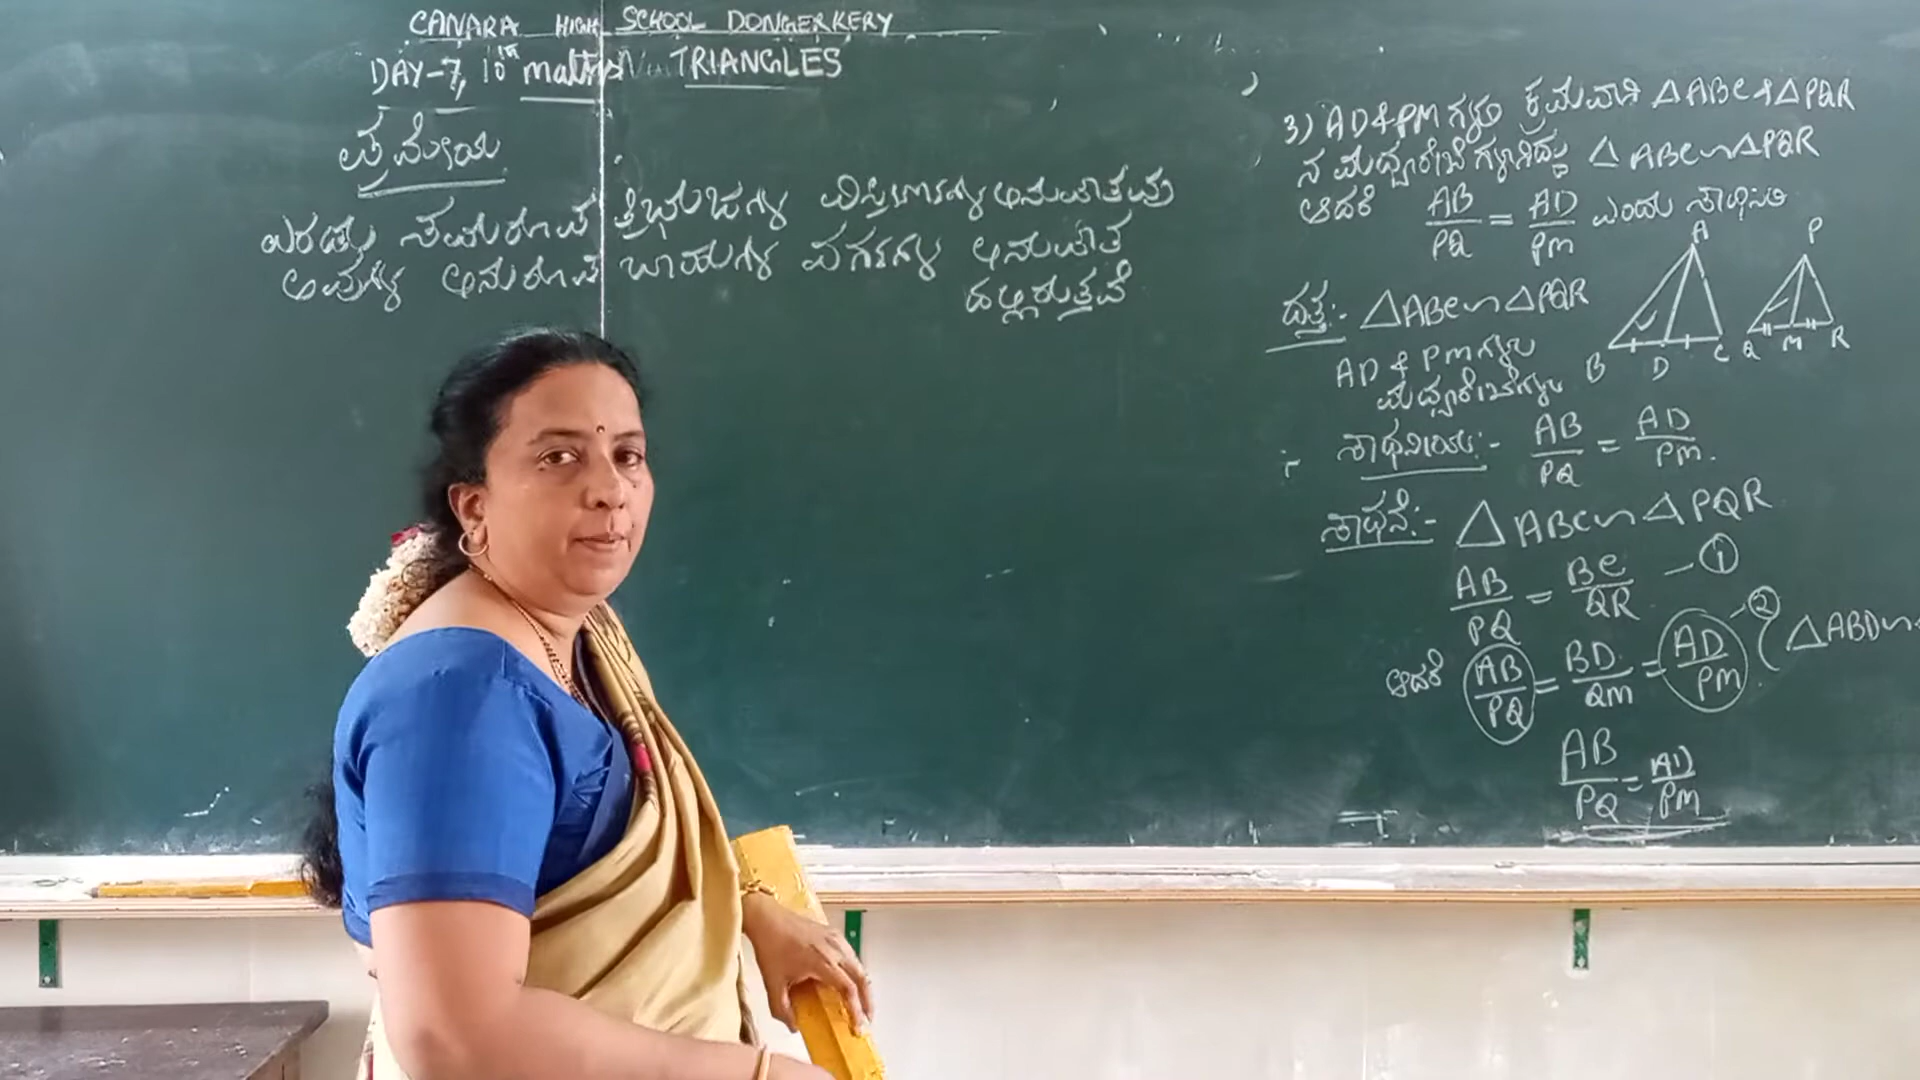 CANARA HIGH SCHOOL DONGERKERY
DAY-7, 10th maths TRIANGLES
ಪ್ರಮೇಯ
ಎರಡು ಸಮರೂಪ ತ್ರಿಭುಜಗಳ ವಿಸ್ತೀರ್ಣಗಳ ಅನುಪಾತವು
ಅವುಗಳ ಅನುರೂಪ ಬಾಹುಗಳ ವರ್ಗಗಳ ಅನುಪಾತ
3) AD & PM ಗಳು ಕ್ರಮವಾಗಿ △ABC & △PQR
ನ ಮಧ್ಯರೇಖೆಗಳಾಗಿದ್ದು △ABC ~ △PQR
ಆದರೆ AB/PQ = AD/PM ಎಂದು ಸಾಧಿಸಿ
A P
B D C Q M R
ದತ್ತ:- △ABC ~ △PQR
AD & PM ಗಳು
ಮಧ್ಯರೇಖೆಗಳು
ಸಾಧನೀಯ:- AB/PQ = AD/PM.
ಸಾಧನೆ:- △ABC ~ △PQR
AB/PQ = BC/QR — ①
ಆದರೆ AB/PQ = BD/QM = AD/PM — ② (△ABD ~
AB/PQ = AD/PM